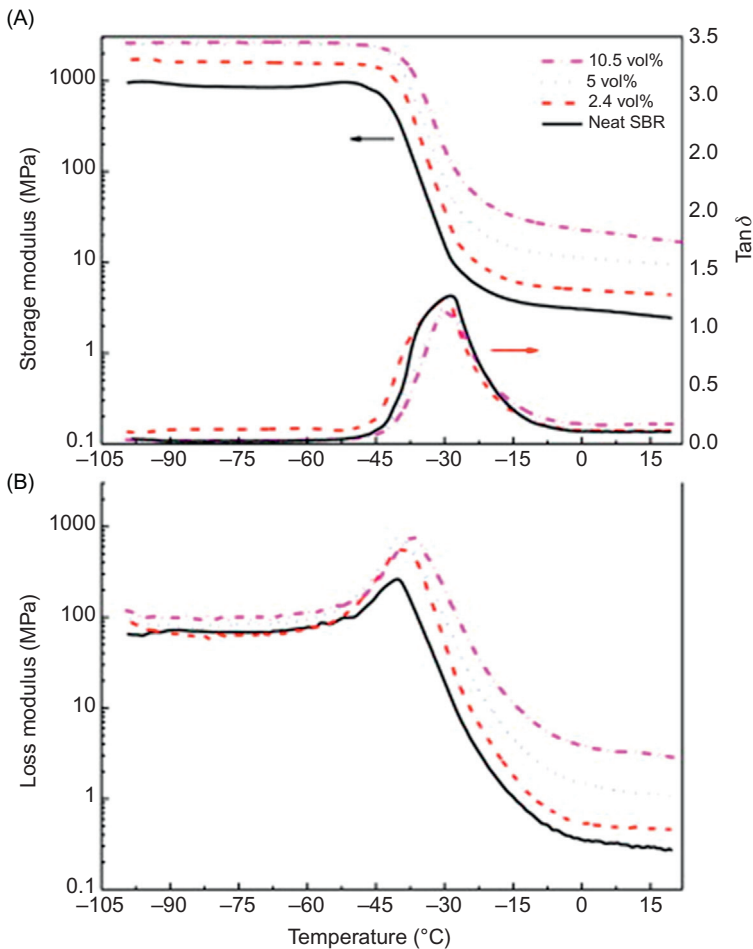 (A)
Storage modulus (MPa)
1000
100
10
1
0.1
3.5
3.0
2.0
1.5
1.0
0.5
0.0
Tan δ
10.5 vol%
5 vol%
2.4 vol%
Neat SBR
–105 –90 –75 –60 –45 –30 –15 0 15
(B)
Loss modulus (MPa)
1000
100
10
1
0.1
–105 –90 –75 –60 –45 –30 –15 0 15
Temperature (°C)